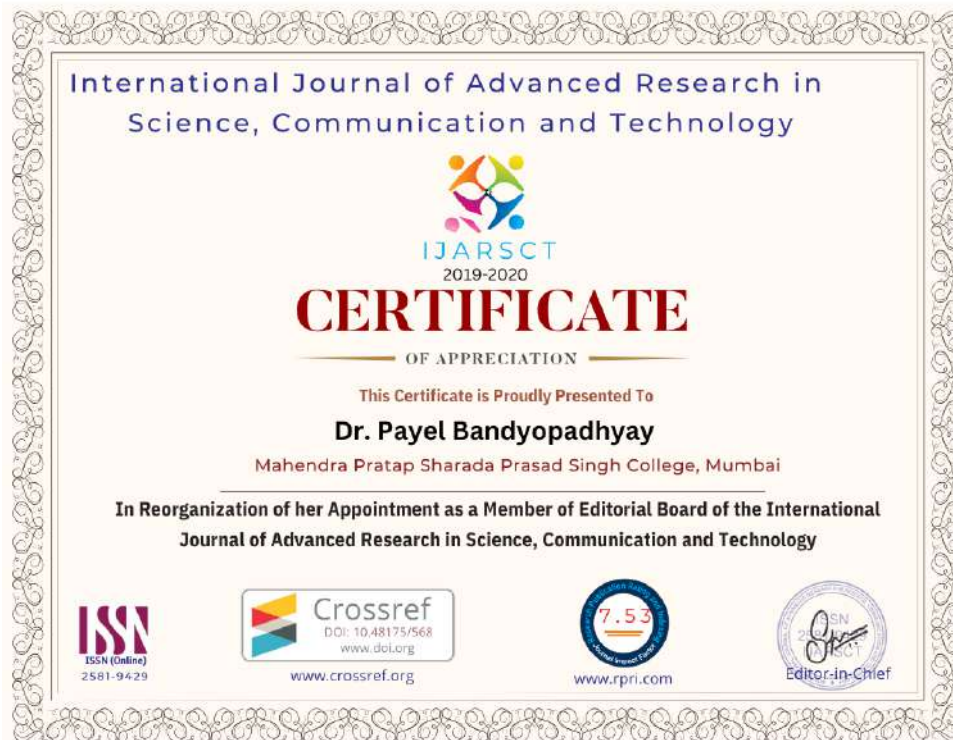 International Journal of Advanced Research in
Science, Communication and Technology
IJARSCT
2019-2020
CERTIFICATE
OF APPRECIATION
This Certificate is Proudly Presented To
Dr. Payel Bandyopadhyay
Mahendra Pratap Sharada Prasad Singh College, Mumbai
In Reorganization of her Appointment as a Member of Editorial Board of the International
Journal of Advanced Research in Science, Communication and Technology
ISSN
ISSN (Online)
2581-9429
Crossref
DOI: 10.48175/568
www.doi.org
www.crossref.org
7.53
Journal Impact Factor
www.rpri.com
ISSN
Editor-in-Chief